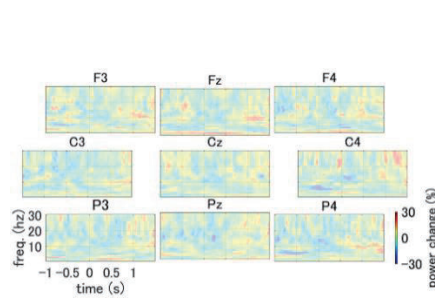 F3 Fz F4
C3 Cz C4
P3 Pz P4
freq. (hz)
30
20
10
-1 -0.5 0 0.5 1
time (s)
30
0
-30
power change (%)